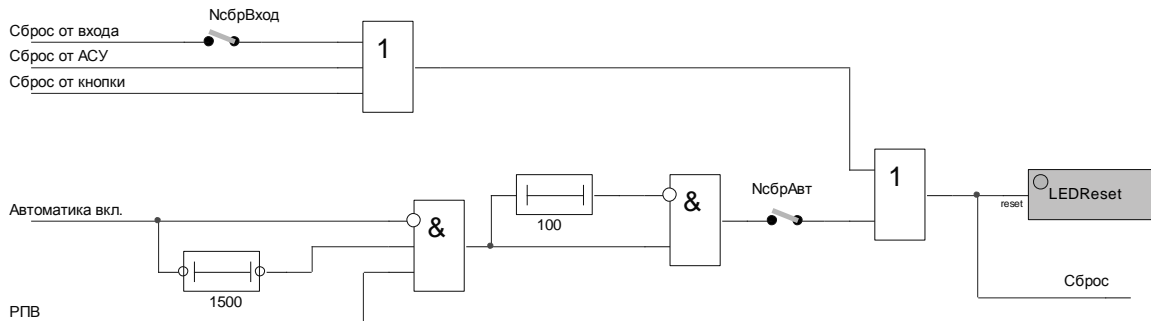 NсбрВход
Сброс от входа
1
Сброс от АСУ
Сброс от кнопки
NсбрАвт
1
LEDReset
reset
&
100
Автоматика вкл.
&
1500
Сброс
РПВ